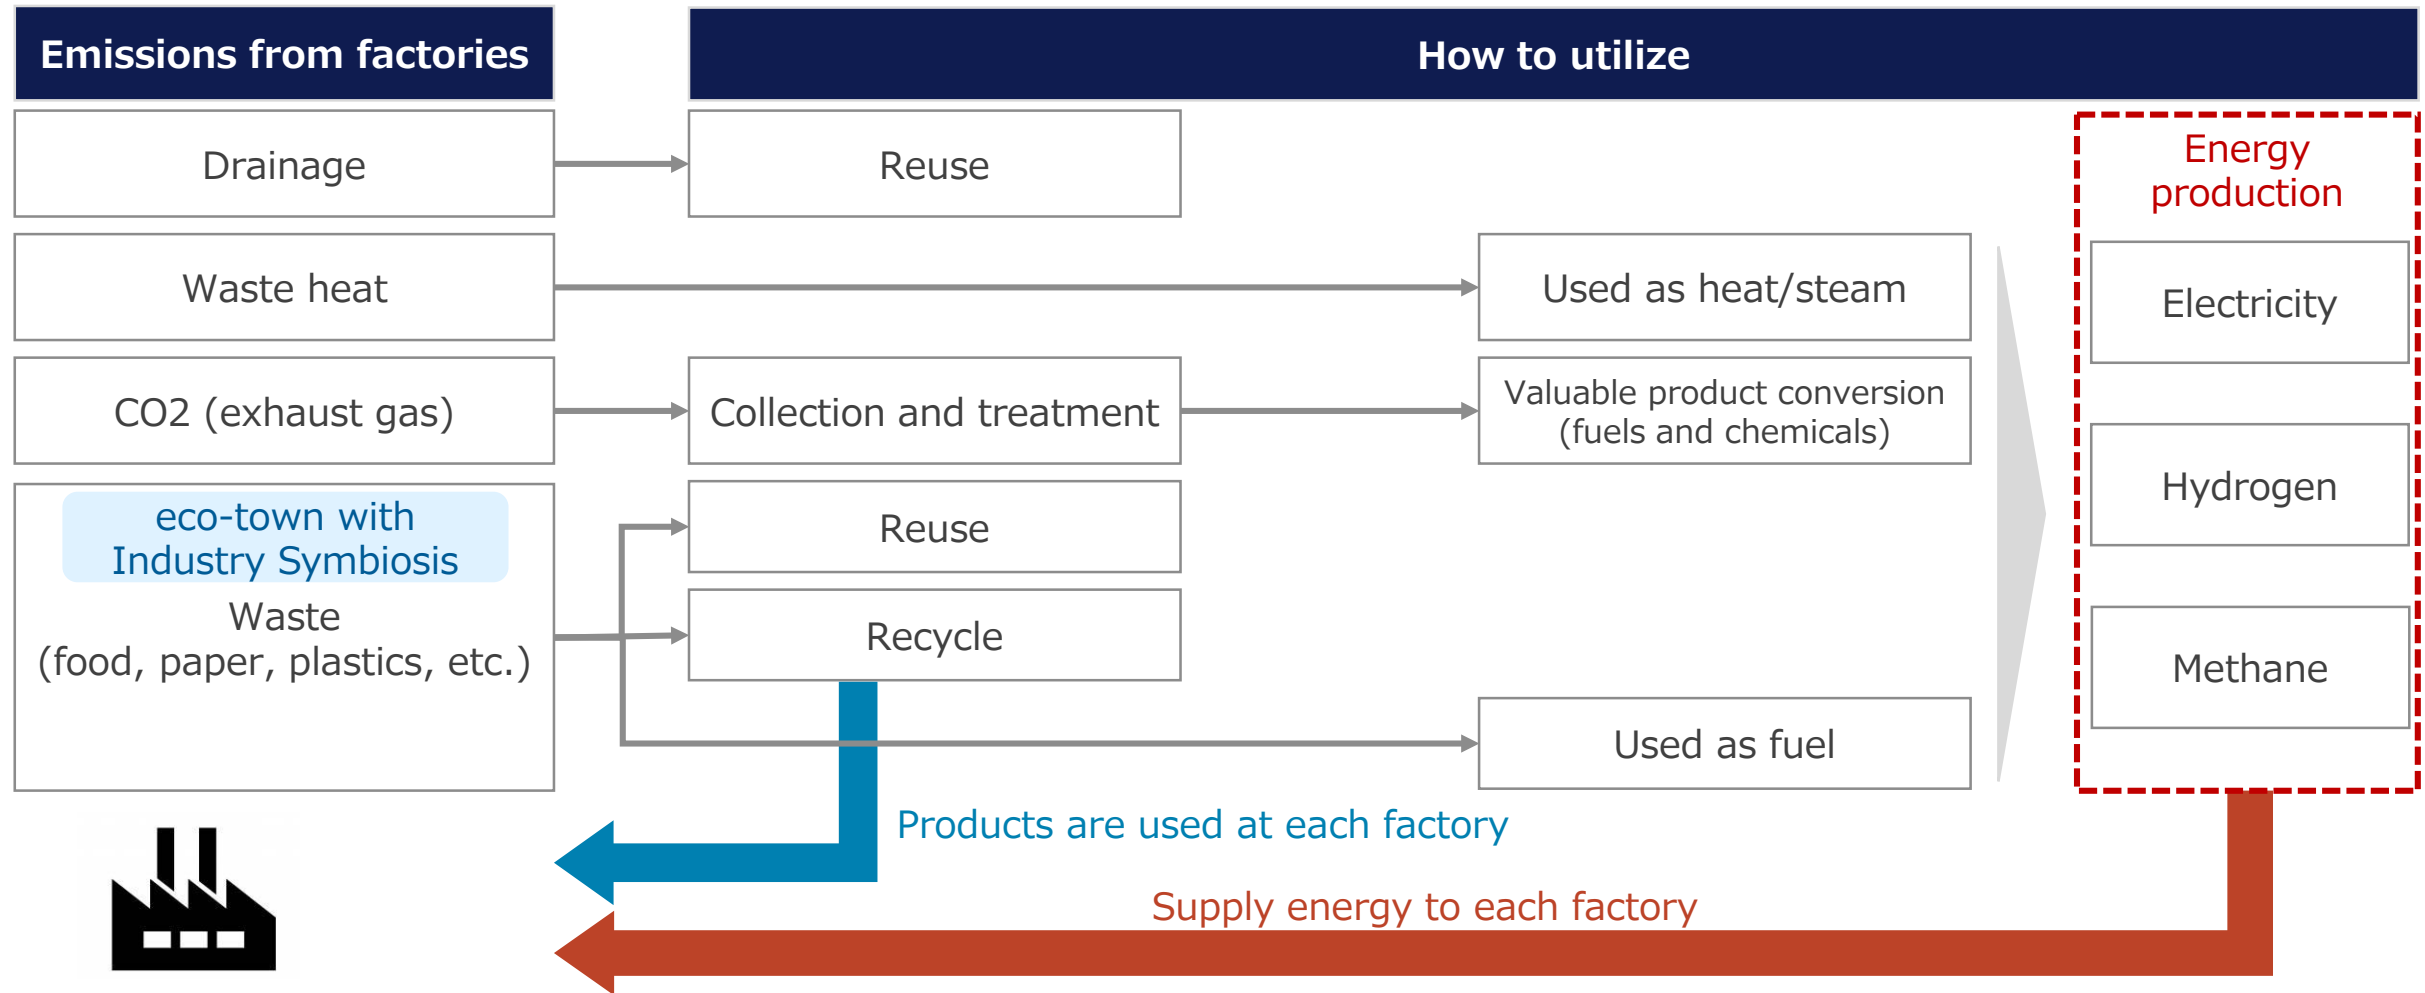 Emissions from factories
How to utilize
Drainage
Reuse
Energy
production
Waste heat
Used as heat/steam
Electricity
CO2 (exhaust gas)
Collection and treatment
Valuable product conversion
(fuels and chemicals)
Hydrogen
eco-town with
Industry Symbiosis
Waste
(food, paper, plastics, etc.)
Reuse
Recycle
Methane
Used as fuel
Products are used at each factory
Supply energy to each factory